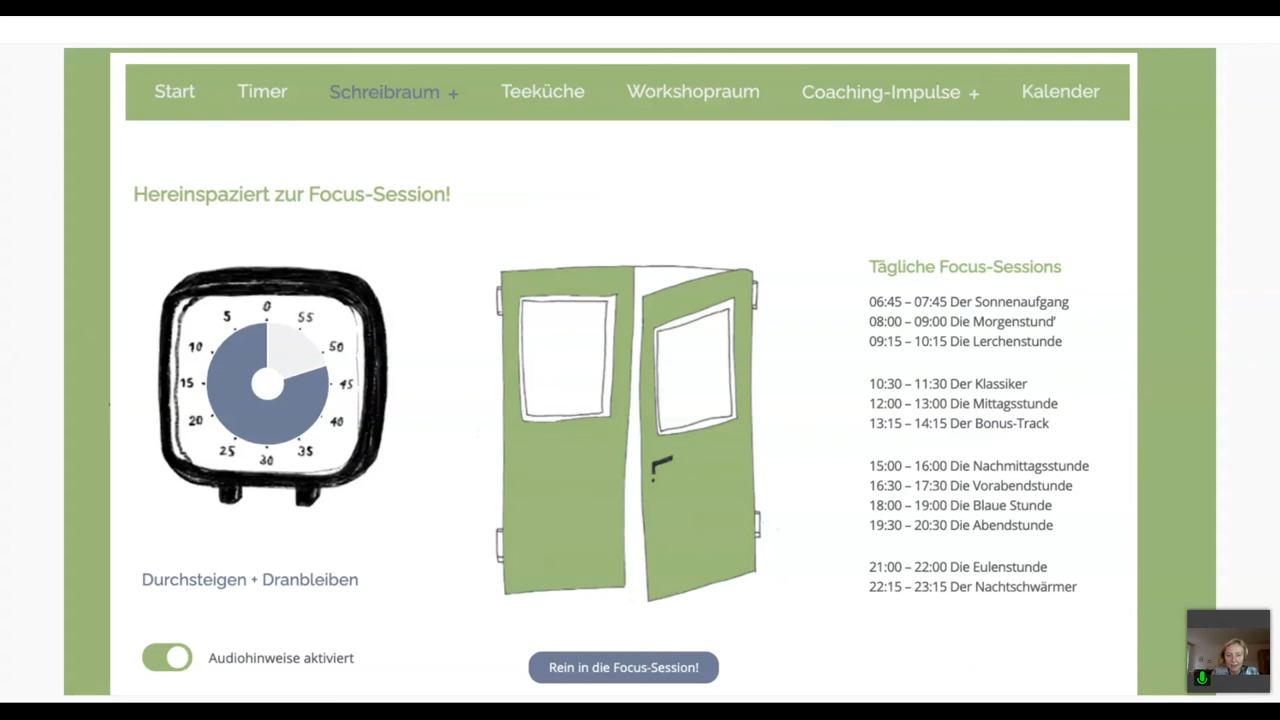 Start Timer Schreibraum + Teeküche Workshopraum Coaching-Impulse + Kalender
Hereinspaziert zur Focus-Session!
0
5 55
10 50
15 45
20 40
25 35
30
Durchsteigen + Dranbleiben
Audiohinweise aktiviert
Rein in die Focus-Session!
Tägliche Focus-Sessions
06:45 – 07:45 Der Sonnenaufgang
08:00 – 09:00 Die Morgenstund'
09:15 – 10:15 Die Lerchenstunde
10:30 – 11:30 Der Klassiker
12:00 – 13:00 Die Mittagsstunde
13:15 – 14:15 Der Bonus-Track
15:00 – 16:00 Die Nachmittagsstunde
16:30 – 17:30 Die Vorabendstunde
18:00 – 19:00 Die Blaue Stunde
19:30 – 20:30 Die Abendstunde
21:00 – 22:00 Die Eulenstunde
22:15 – 23:15 Der Nachtschwärmer